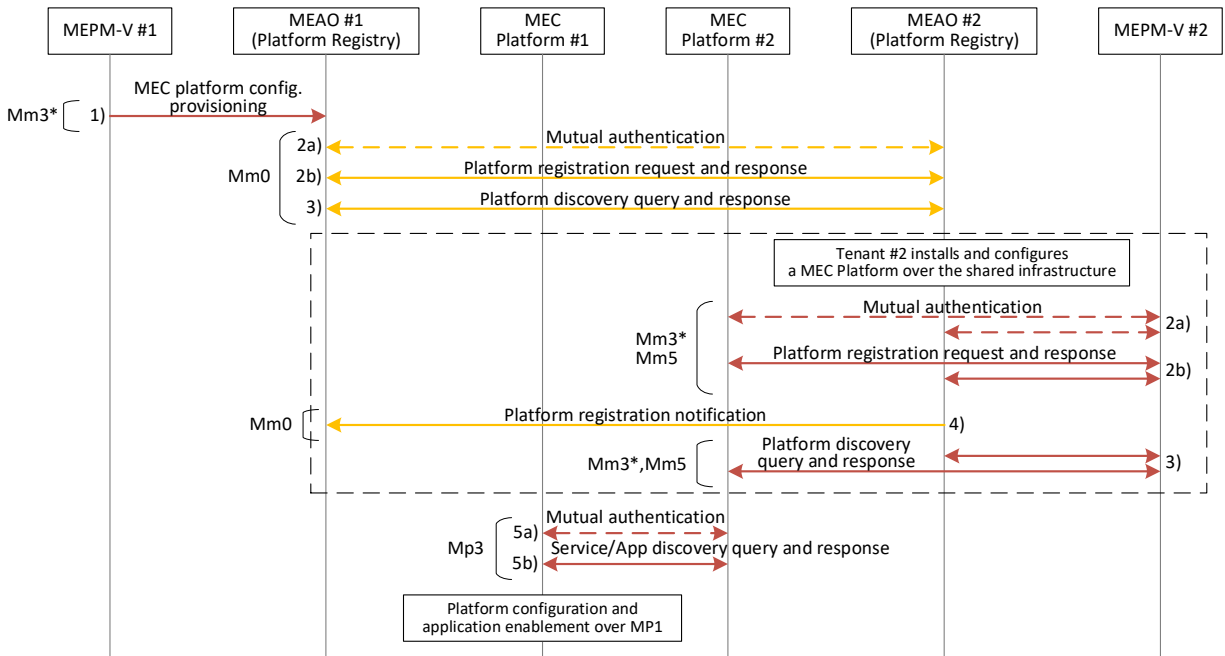 MEPM-V #1
MEAO #1
(Platform Registry)
MEC
Platform #1
MEC
Platform #2
MEAO #2
(Platform Registry)
MEPM-V #2
MEC platform config.
provisioning
Mm3*
1)
Mutual authentication
2a)
Platform registration request and response
Mm0
2b)
Platform discovery query and response
3)
Tenant #2 installs and configures
a MEC Platform over the shared infrastructure
Mutual authentication
2a)
Mm3*
Mm5
Platform registration request and response
2b)
Platform registration notification
Mm0
4)
Platform discovery
query and response
Mm3*,Mm5
3)
Mutual authentication
5a)
Mp3
Service/App discovery query and response
5b)
Platform configuration and
application enablement over MP1